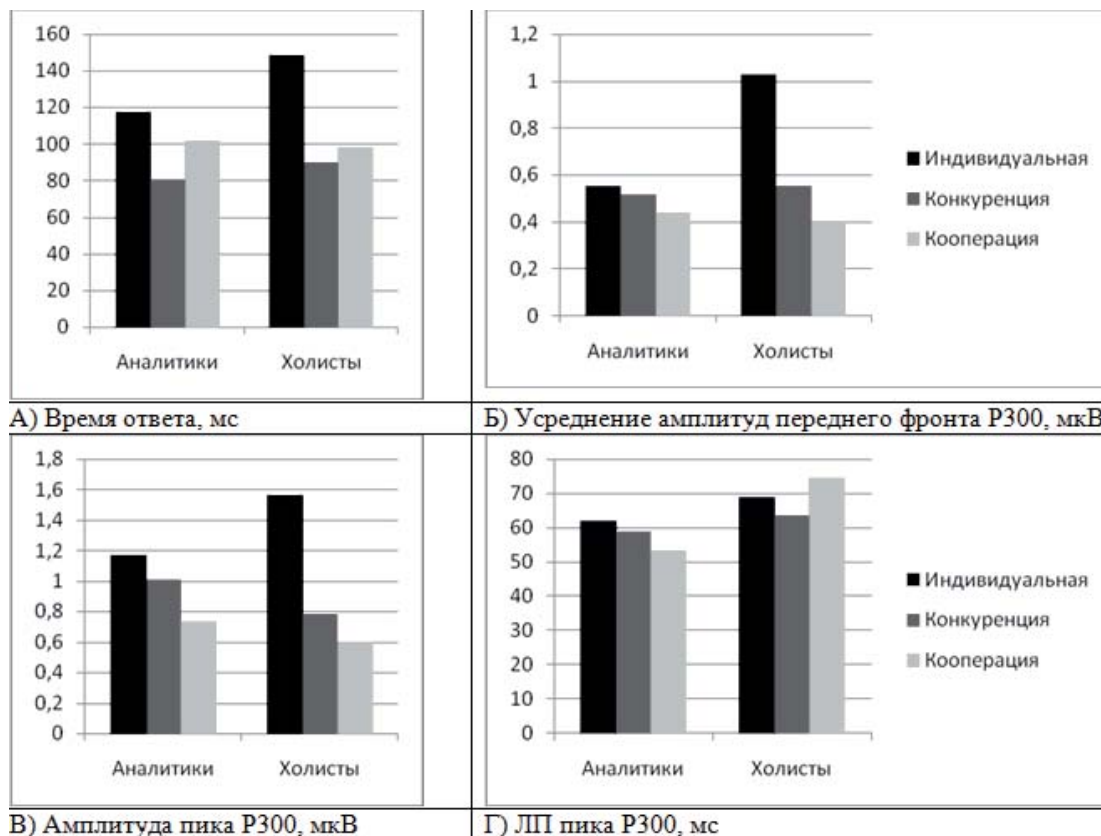 160
140
120
100
80
60
40
20
0
Аналитики Холисты
А) Время ответа, мс
1,2
1
0,8
0,6
0,4
0,2
0
Аналитики Холисты
Индивидуальная
Конкуренция
Кооперация
Б) Усреднение амплитуд переднего фронта P300, мкВ
1,8
1,6
1,4
1,2
1
0,8
0,6
0,4
0,2
0
Аналитики Холисты
В) Амплитуда пика P300, мкВ
80
70
60
50
40
30
20
10
0
Аналитики Холисты
Индивидуальная
Конкуренция
Кооперация
Г) ЛП пика P300, мс